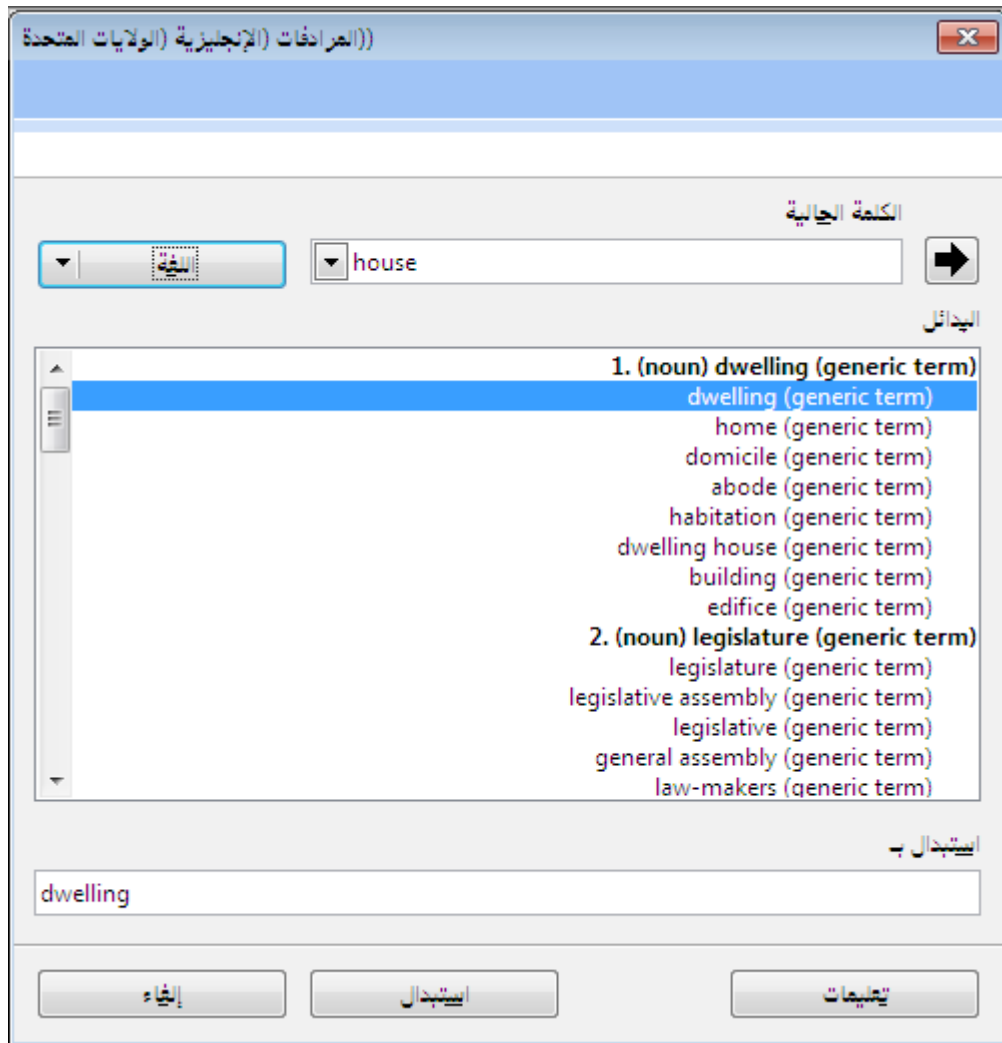 المرادفات (الإنجليزية (الولايات المتحدة))
الكلمة الحالية
house
اللغة
البدائل
1. (noun) dwelling (generic term)
dwelling (generic term)
home (generic term)
domicile (generic term)
abode (generic term)
habitation (generic term)
dwelling house (generic term)
building (generic term)
edifice (generic term)
2. (noun) legislature (generic term)
legislature (generic term)
legislative assembly (generic term)
legislative (generic term)
general assembly (generic term)
law-makers (generic term)
استبدال بـ
dwelling
تعليمات
استبدال
إلغاء